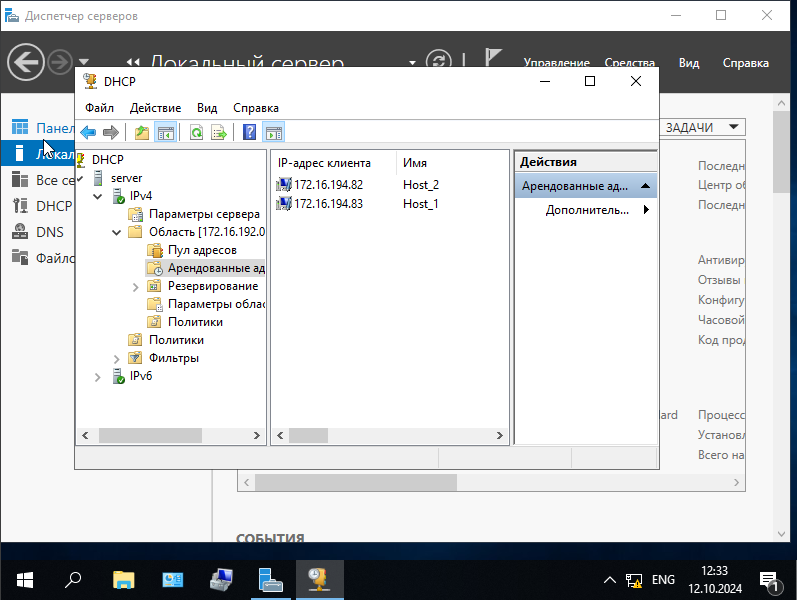 Диспетчер серверов
Локальный сервер
Управление
Средства
Вид
Справка
DHCP
Файл
Действие
Вид
Справка
Панел
Лока
Все се
DHCP
DNS
Файло
DHCP
server
IPv4
Параметры сервера
Область [172.16.192.0
Пул адресов
Арендованные ад
Резервирование
Параметры облас
Политики
Политики
Фильтры
IPv6
IP-адрес клиента
Имя
172.16.194.82
Host_2
172.16.194.83
Host_1
Действия
Арендованные ад...
Дополнитель...
ЗАДАЧИ
Последн
Центр об
Последн
Антивир
Отзывы
Конфигу
Часовой
Код прод
ard
Процесс
Установл
Всего на
СОБЫТИЯ
ENG
12:33
12.10.2024
1